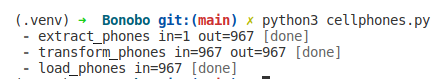 (.venv) ➜  Bonobo git:(main) ✗ python3 cellphones.py
 - extract_phones in=1 out=967 [done]
 - transform_phones in=967 out=967 [done]
 - load_phones in=967 [done]